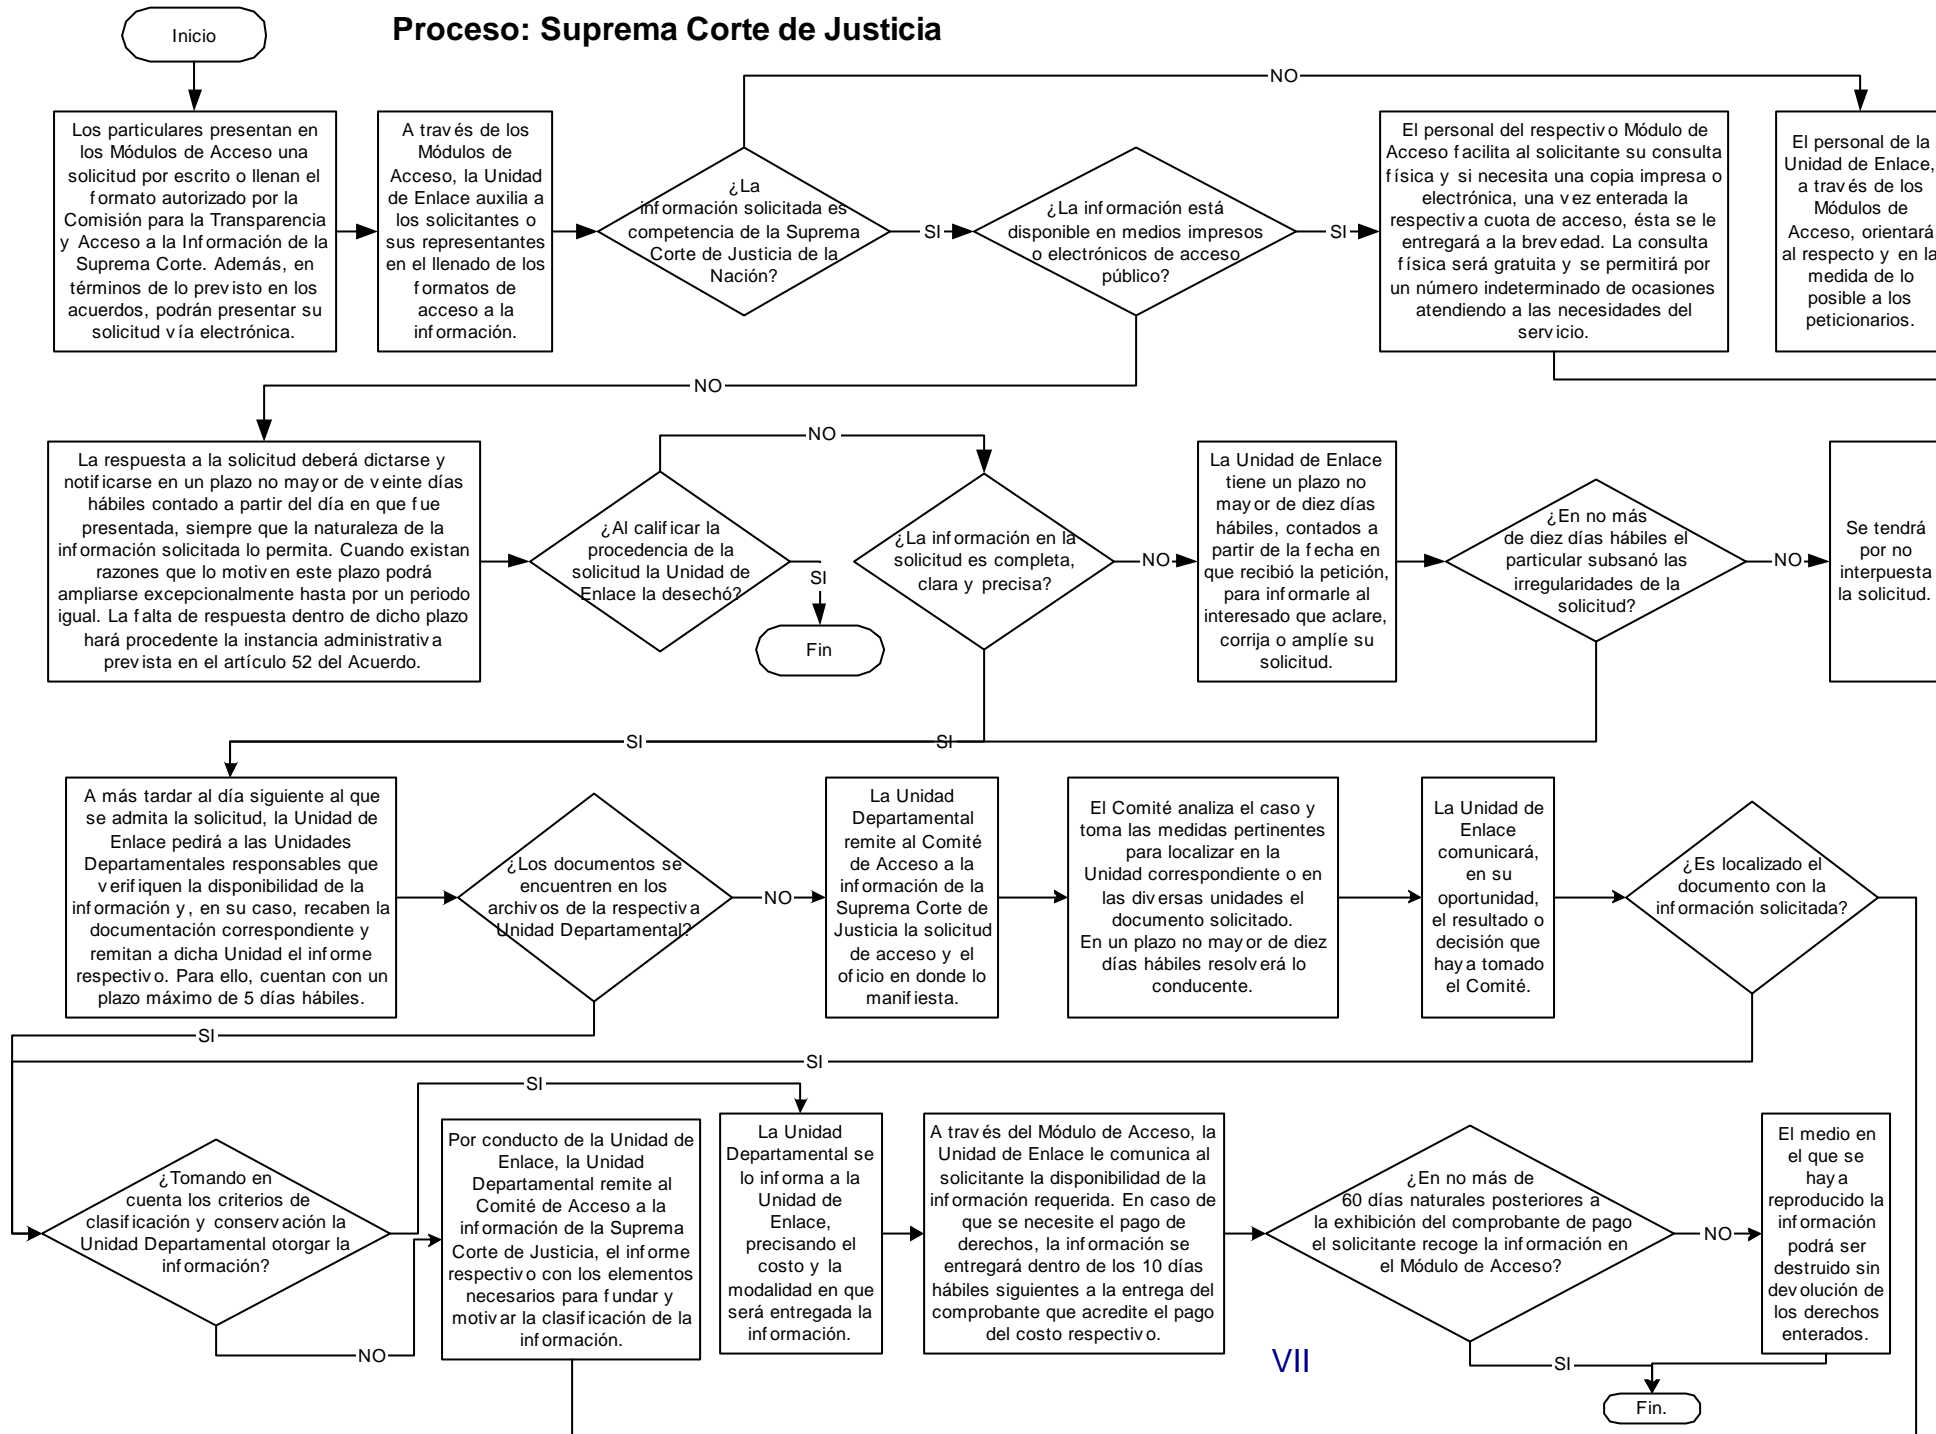 Proceso: Suprema Corte de Justicia
Inicio
Los particulares presentan en
los Módulos de Acceso una
solicitud por escrito o llenan el
formato autorizado por la
Comisión para la Transparencia
y Acceso a la Información de la
Suprema Corte. Además, en
términos de lo previsto en los
acuerdos, podrán presentar su
solicitud vía electrónica.
A través de los
Módulos de
Acceso, la Unidad
de Enlace auxilia a
los solicitantes o
sus representantes
en el llenado de los
formatos de
acceso a la
información.
¿La
información solicitada es
competencia de la Suprema
Corte de Justicia de la
Nación?
NO
SI
¿La información está
disponible en medios impresos
o electrónicos de acceso
público?
SI
El personal del respectivo Módulo de
Acceso facilita al solicitante su consulta
física y si necesita una copia impresa o
electrónica, una vez enterada la
respectiva cuota de acceso, ésta se le
entregará a la brevedad. La consulta
física será gratuita y se permitirá por
un número indeterminado de ocasiones
atendiendo a las necesidades del
servicio.
El personal de la
Unidad de Enlace,
a través de los
Módulos de
Acceso, orientará
al respecto y en la
medida de lo
posible a los
peticionarios.
NO
La respuesta a la solicitud deberá dictarse y
notificarse en un plazo no mayor de veinte días
hábiles contado a partir del día en que fue
presentada, siempre que la naturaleza de la
información solicitada lo permita. Cuando existan
razones que lo motiven este plazo podrá
ampliarse excepcionalmente hasta por un periodo
igual. La falta de respuesta dentro de dicho plazo
hará procedente la instancia administrativa
prevista en el artículo 52 del Acuerdo.
¿Al calificar la
procedencia de la
solicitud la Unidad de
Enlace la desechó?
NO
SI
Fin
¿La información en la
solicitud es completa,
clara y precisa?
NO
La Unidad de Enlace
tiene un plazo no
mayor de diez días
hábiles, contados a
partir de la fecha en
que recibió la petición,
para informarle al
interesado que aclare,
corrija o amplíe su
solicitud.
¿En no más
de diez días hábiles el
particular subsanó las
irregularidades de la
solicitud?
NO
Se tendrá
por no
interpuesta
la solicitud.
SI
SI
A más tardar al día siguiente al que
se admita la solicitud, la Unidad de
Enlace pedirá a las Unidades
Departamentales responsables que
verifiquen la disponibilidad de la
información y, en su caso, recaben la
documentación correspondiente y
remitan a dicha Unidad el informe
respectivo. Para ello, cuentan con un
plazo máximo de 5 días hábiles.
¿Los documentos se
encuentren en los
archivos de la respectiva
Unidad Departamental?
NO
La Unidad
Departamental
remite al Comité
de Acceso a la
información de la
Suprema Corte de
Justicia la solicitud
de acceso y el
oficio en donde lo
manifiesta.
El Comité analiza el caso y
toma las medidas pertinentes
para localizar en la
Unidad correspondiente o en
las diversas unidades el
documento solicitado.
En un plazo no mayor de diez
días hábiles resolverá lo
conducente.
La Unidad de
Enlace
comunicará,
en su
oportunidad,
el resultado o
decisión que
haya tomado
el Comité.
¿Es localizado el
documento con la
información solicitada?
SI
SI
¿Tomando en
cuenta los criterios de
clasificación y conservación la
Unidad Departamental otorgar la
información?
SI
NO
Por conducto de la Unidad de
Enlace, la Unidad
Departamental remite al
Comité de Acceso a la
información de la Suprema
Corte de Justicia, el informe
respectivo con los elementos
necesarios para fundar y
motivar la clasificación de la
información.
La Unidad
Departamental se
lo informa a la
Unidad de
Enlace,
precisando el
costo y la
modalidad en que
será entregada la
información.
A través del Módulo de Acceso, la
Unidad de Enlace le comunica al
solicitante la disponibilidad de la
información requerida. En caso de
que se necesite el pago de
derechos, la información se
entregará dentro de los 10 días
hábiles siguientes a la entrega del
comprobante que acredite el pago
del costo respectivo.
¿En no más de
60 días naturales posteriores a
la exhibición del comprobante de pago
el solicitante recoge la información en
el Módulo de Acceso?
NO
El medio en
el que se
haya
reproducido la
información
podrá ser
destruido sin
devolución de
los derechos
enterados.
SI
Fin.
VII